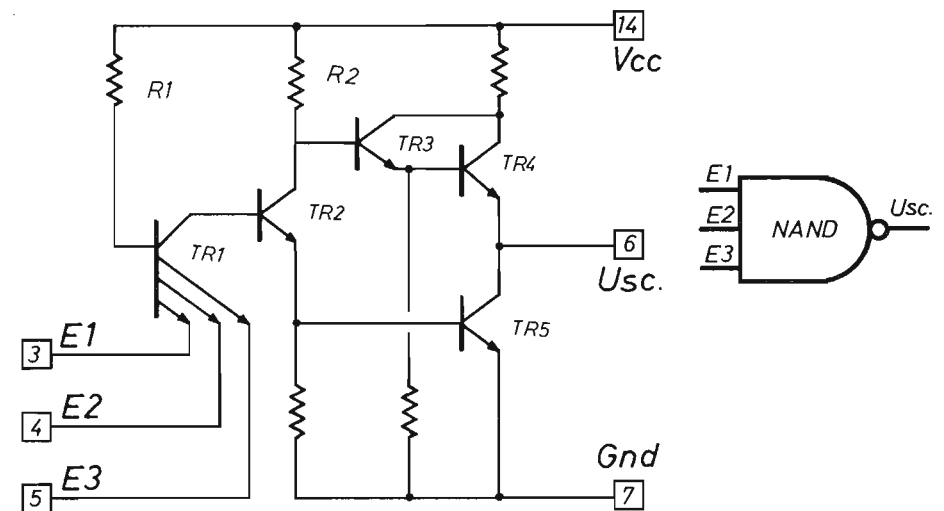 14
Vcc
R1
R2
TR3
TR4
TR2
TR1
6
Usc.
TR5
E1
3
E2
4
E3
5
Gnd
7
E1
E2
E3
NAND
Usc.